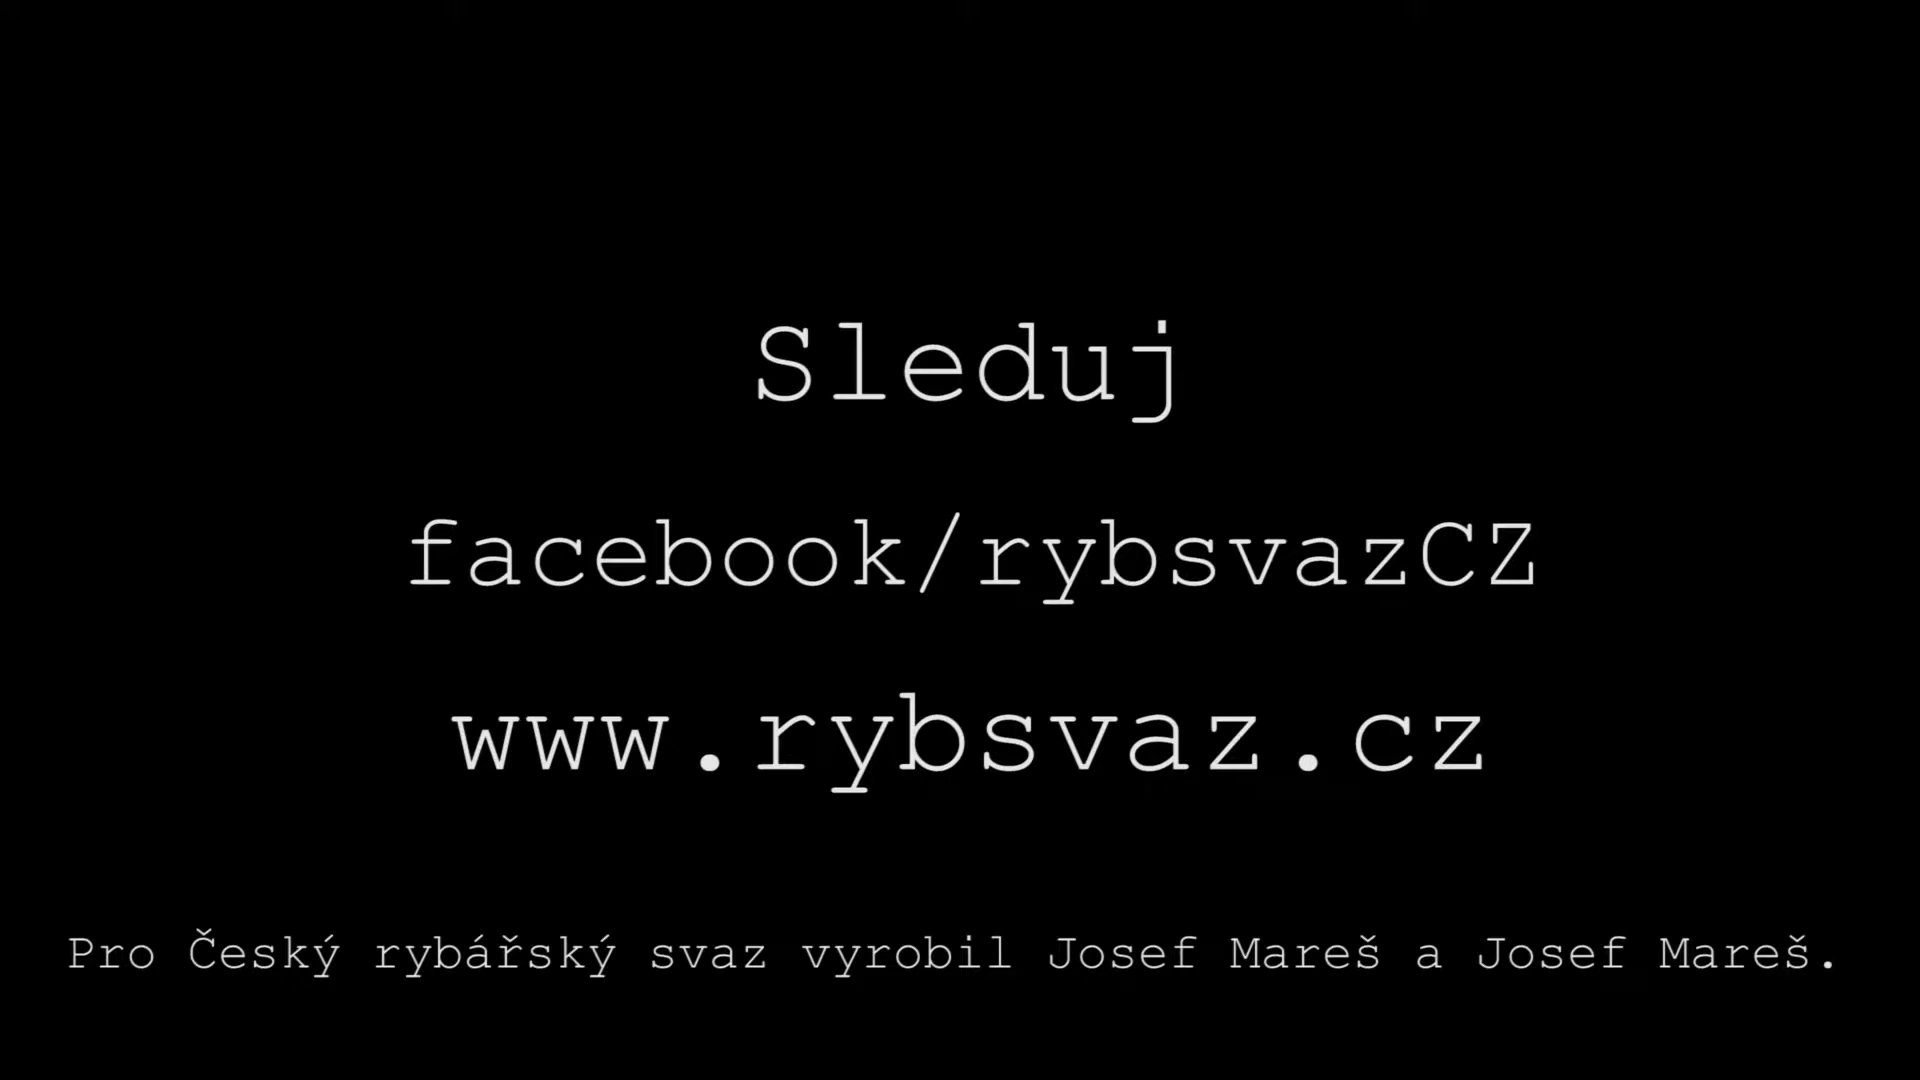 Sleduj
facebook/rybsvazCZ
www.rybsvaz.cz
Pro Český rybářský svaz vyrobil Josef Mareš a Josef Mareš.